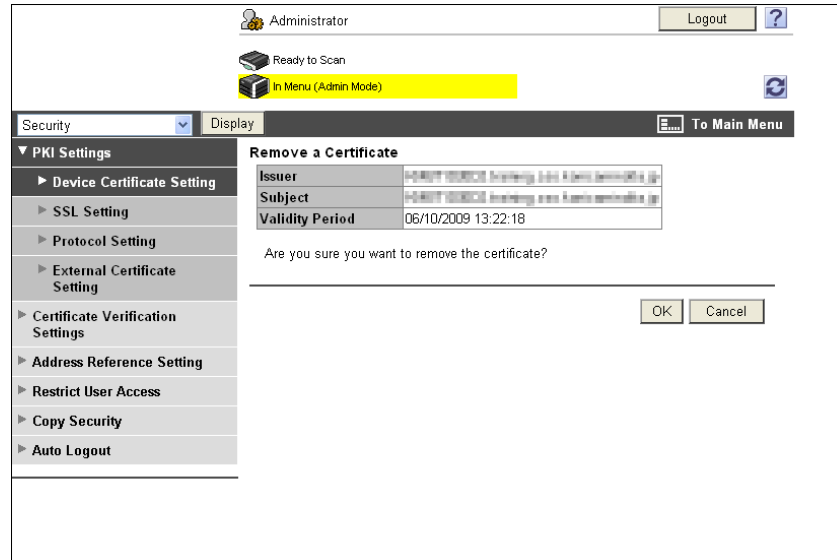 Administrator
Logout
?
Ready to Scan
In Menu (Admin Mode)
Security
Display
To Main Menu
PKI Settings
Device Certificate Setting
SSL Setting
Protocol Setting
External Certificate
Setting
Certificate Verification
Settings
Address Reference Setting
Restrict User Access
Copy Security
Auto Logout
Remove a Certificate
Issuer
Subject
Validity Period 06/10/2009 13:22:18
Are you sure you want to remove the certificate?
OK Cancel